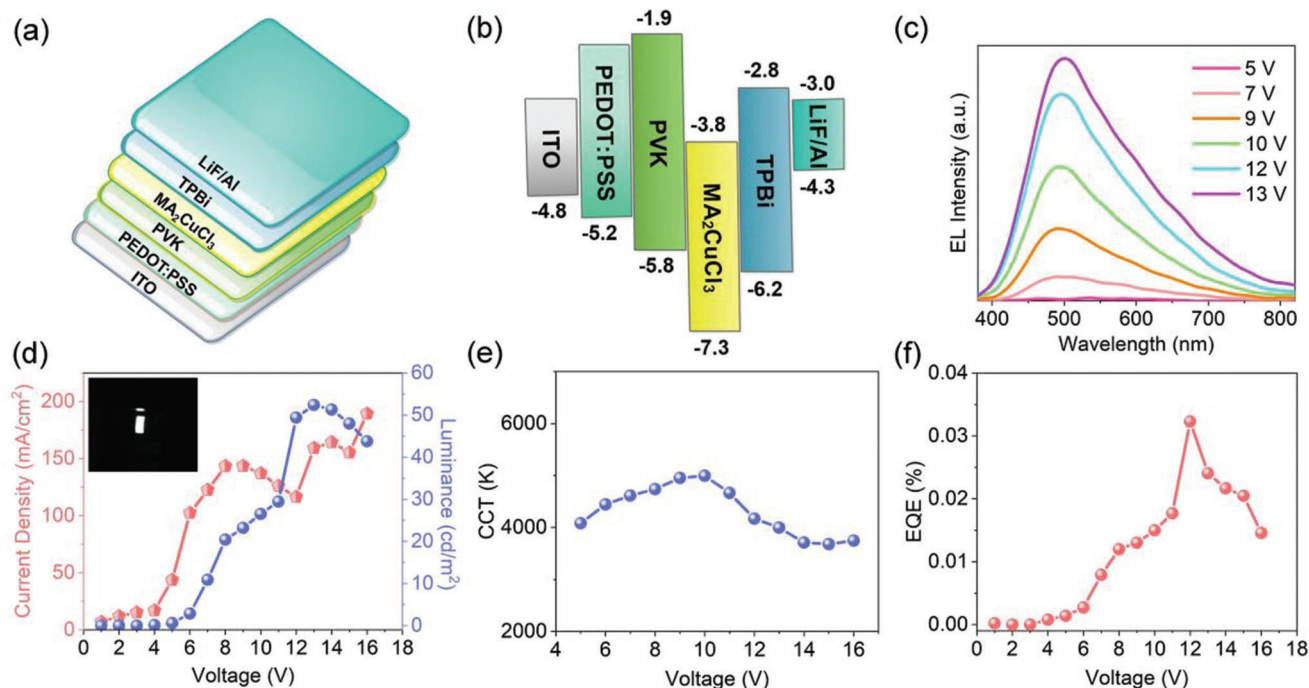 (a)
LiF/Al
TPBi
MA₂CuCl₃
PVK
PEDOT:PSS
ITO
(b)
-1.9
-2.8
-3.0
-3.8
ITO
PEDOT:PSS
PVK
MA₂CuCl₃
TPBi
LiF/Al
-4.8
-5.2
-5.8
-7.3
-6.2
-4.3
(c)
EL Intensity (a.u.)
5 V
7 V
9 V
10 V
12 V
13 V
400 500 600 700 800
Wavelength (nm)
(d)
Current Density (mA/cm²)
200
150
100
50
0
60
50
40
30
20
10
0
Luminance (cd/m²)
0 2 4 6 8 10 12 14 16 18
Voltage (V)
(e)
CCT (K)
6000
4000
2000
4 6 8 10 12 14 16
Voltage (V)
(f)
EQE (%)
0.04
0.03
0.02
0.01
0.00
0 2 4 6 8 10 12 14 16 18
Voltage (V)